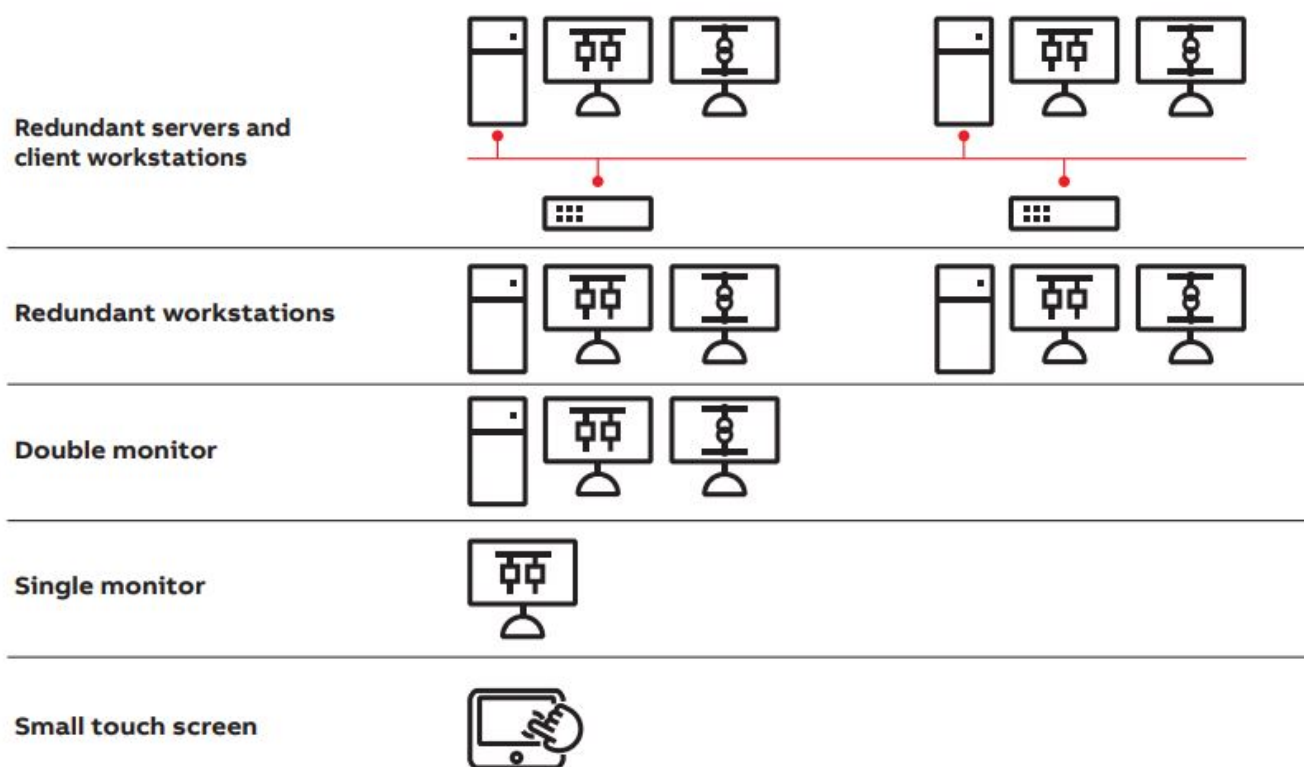 Redundant servers and
client workstations
Redundant workstations
Double monitor
Single monitor
Small touch screen